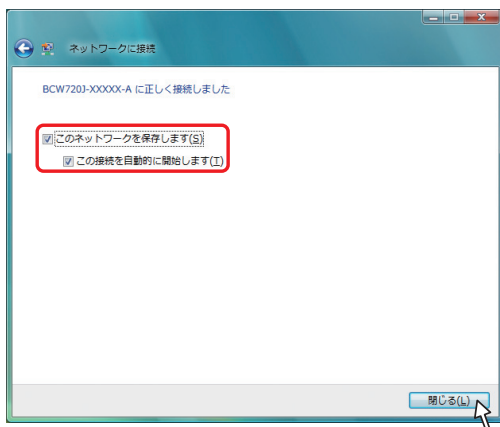 ネットワークに接続
BCW720J-XXXXX-A に正しく接続しました
このネットワークを保存します(S)
この接続を自動的に開始します(T)
閉じる(L)